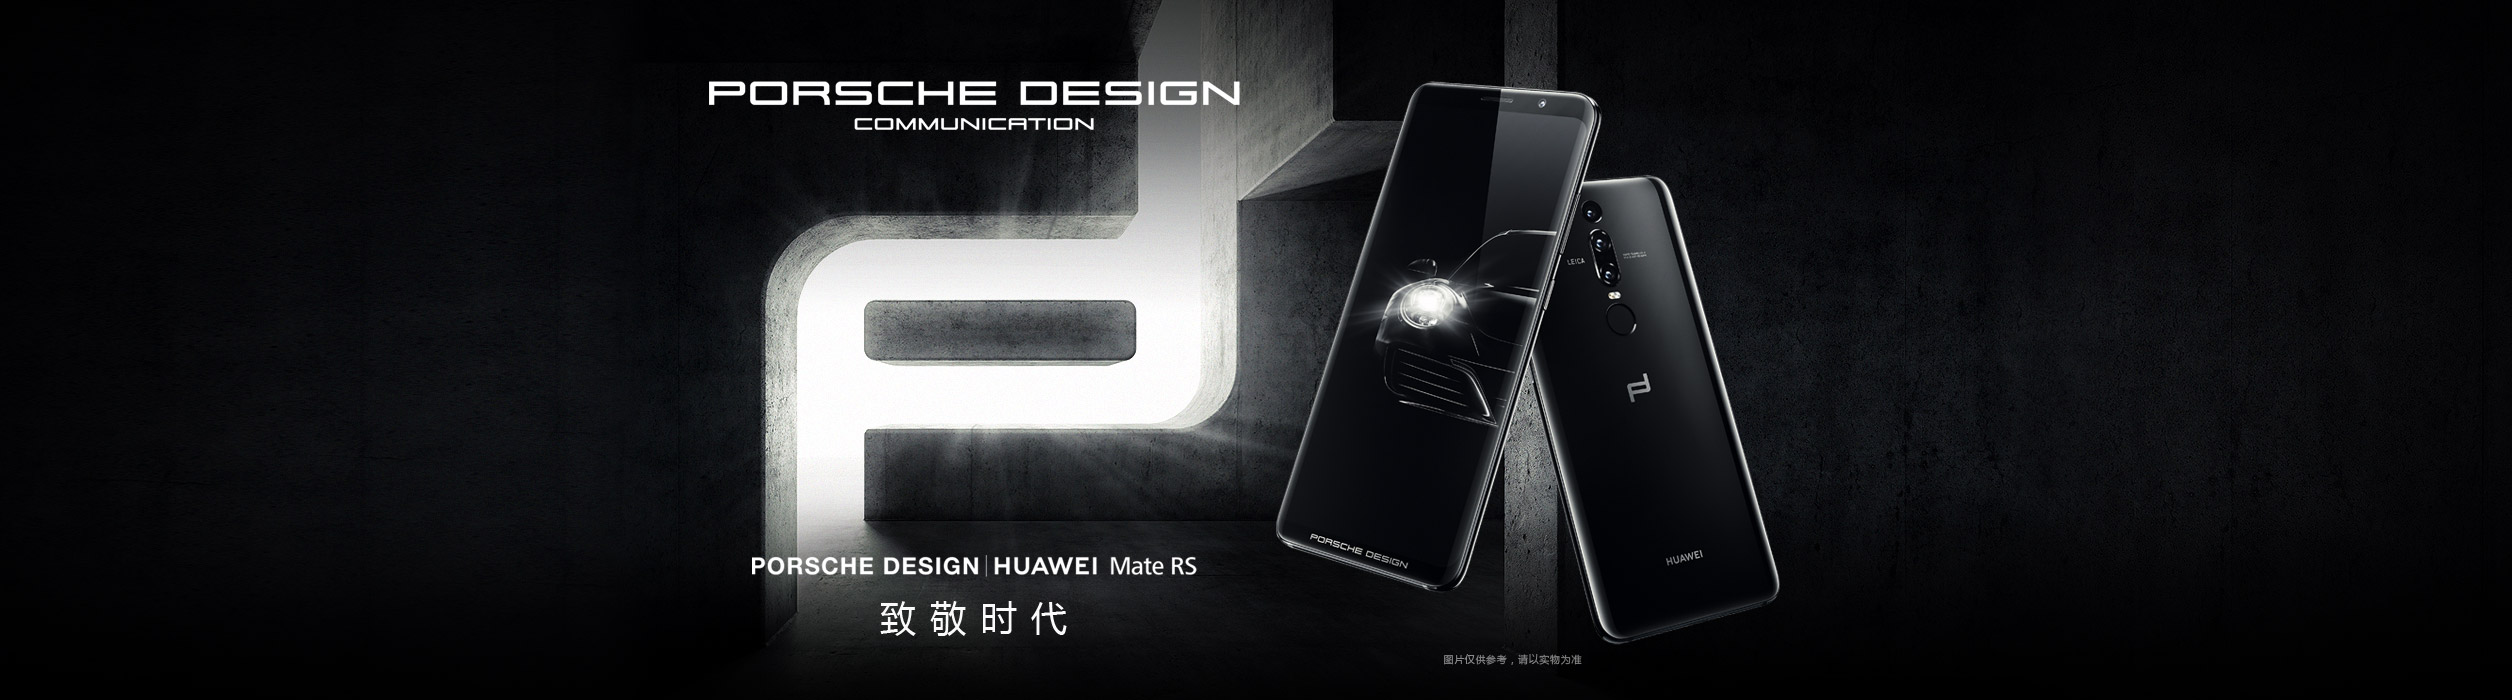 PORSCHE DESIGN
COMMUNICATION
LEICA
PORSCHE DESIGN
HUAWEI
PORSCHE DESIGN | HUAWEI Mate RS
致敬时代
图片仅供参考，请以实物为准